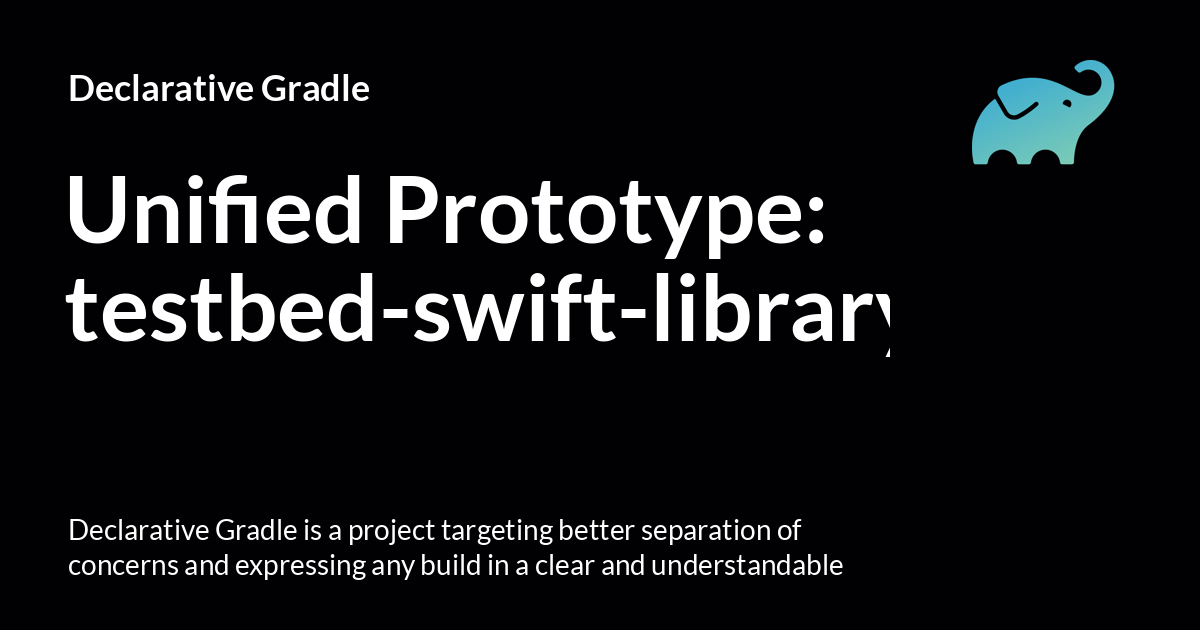 Declarative Gradle
Unified Prototype:
testbed-swift-library
Declarative Gradle is a project targeting better separation of
concerns and expressing any build in a clear and understandable